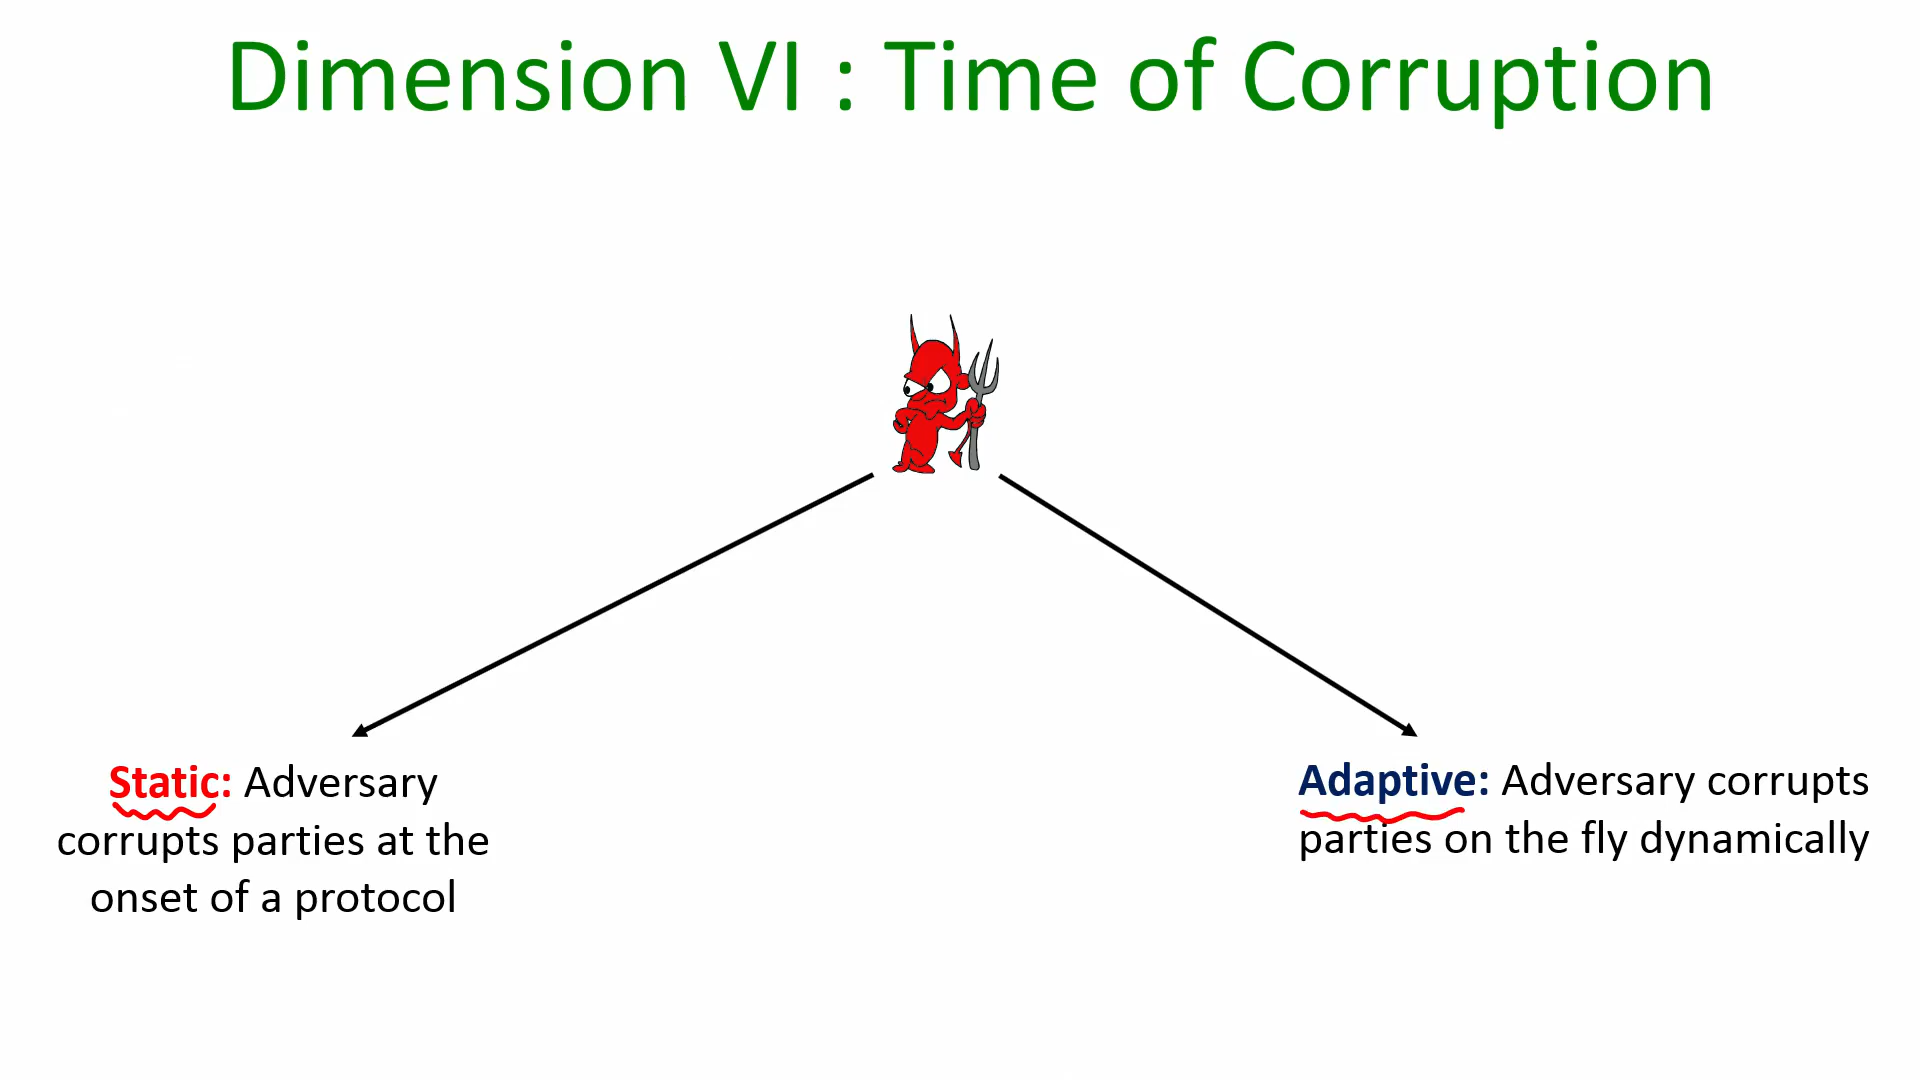 Dimension VI : Time of Corruption
Static: Adversary
corrupts parties at the
onset of a protocol
Adaptive: Adversary corrupts
parties on the fly dynamically